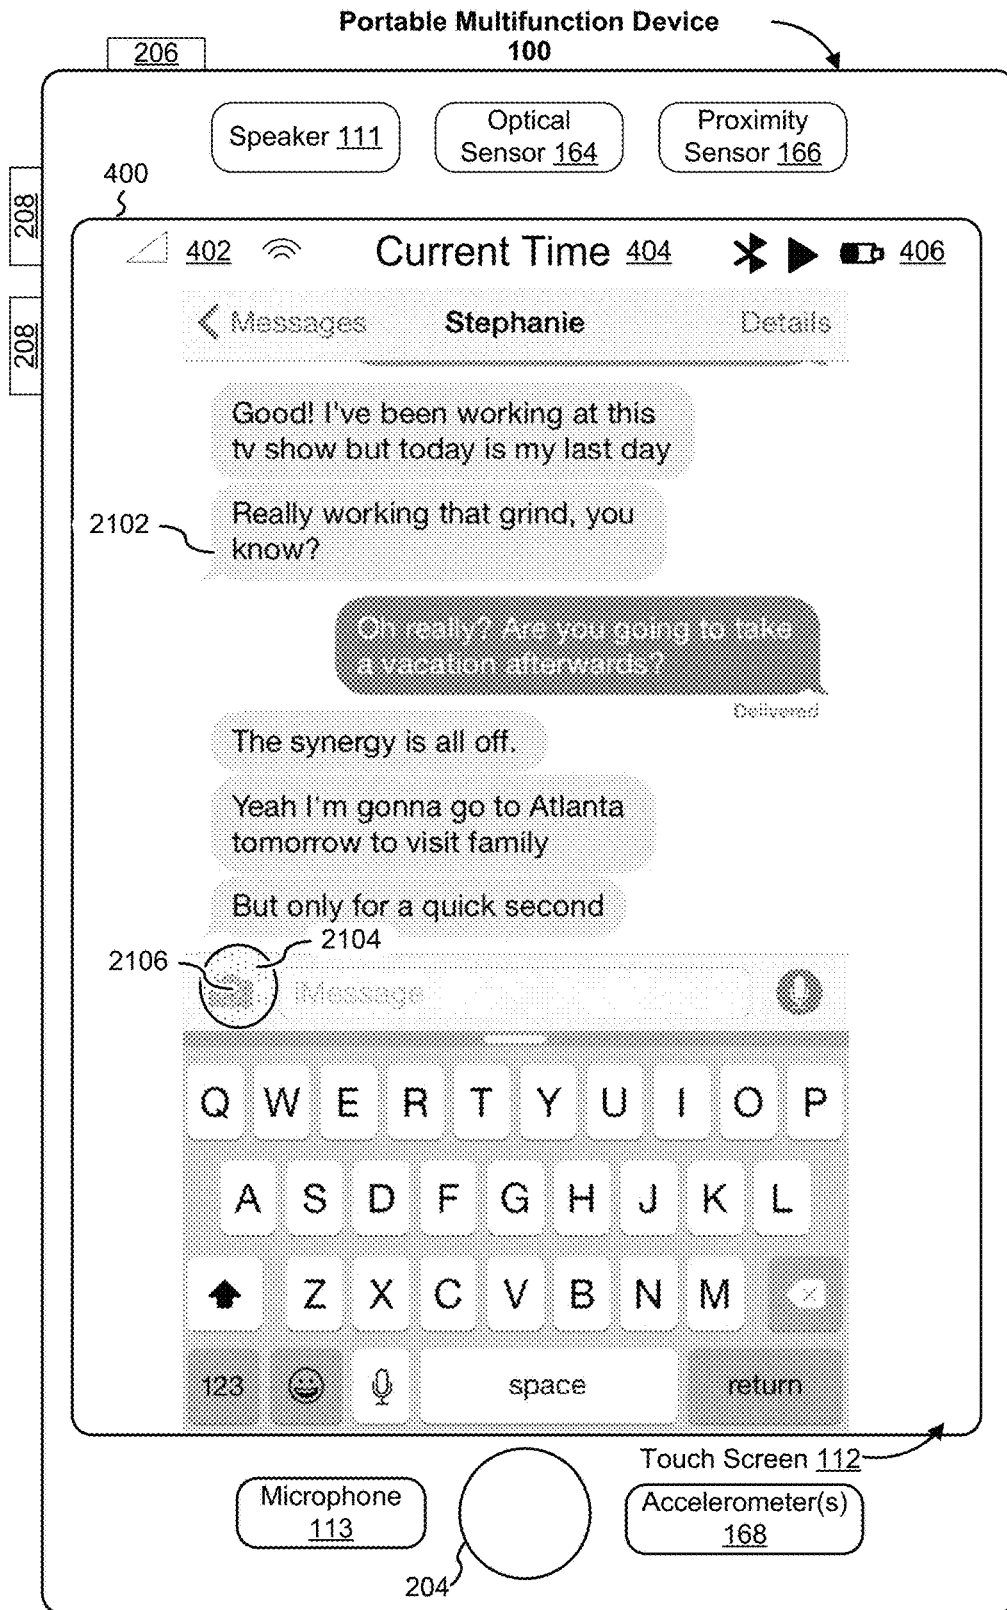 Portable Multifunction Device
100
206
Speaker 111
Optical
Sensor 164
Proximity
Sensor 166
208
400
402
Current Time 404
406
208
Messages
Stephanie
Details
Good! I've been working at this
tv show but today is my last day
2102
Really working that grind, you
know?
Oh really? Are you going to take
a vacation afterwards?
Delivered
The synergy is all off.
Yeah I'm gonna go to Atlanta
tomorrow to visit family
But only for a quick second
2104
2106
iMessage
Q W E R T Y U I O P
A S D F G H J K L
Z X C V B N M
123
space
return
Touch Screen 112
Microphone
113
Accelerometer(s)
168
204